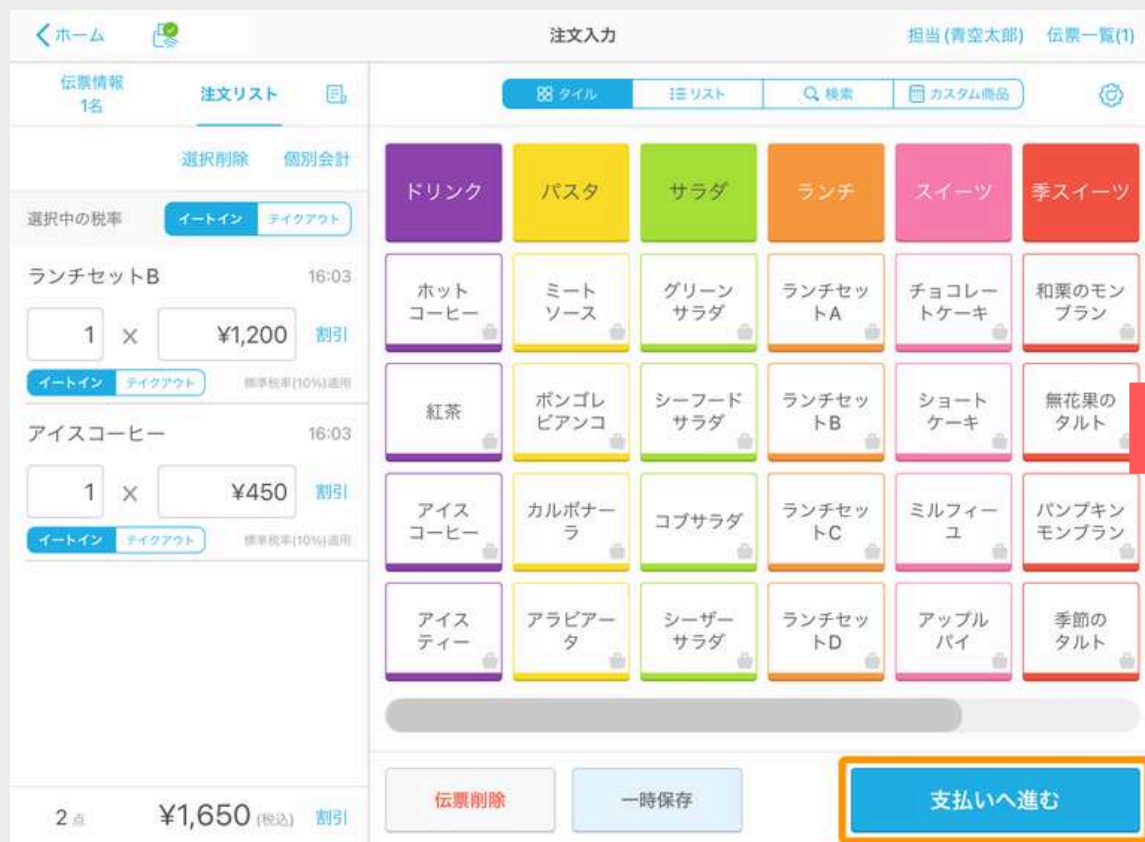 ホーム
注文入力
担当(青空太郎)
伝票一覧(1)
伝票情報
1名
注文リスト
タイル
リスト
検索
カスタム商品
選択削除
個別会計
選択中の税率
イートイン
テイクアウト
ランチセットB
16:03
1
×
¥1,200
割引
イートイン
テイクアウト
標準税率(10%)適用
アイスコーヒー
16:03
1
×
¥450
割引
イートイン
テイクアウト
標準税率(10%)適用
2点
¥1,650 (税込)
割引
ドリンク
パスタ
サラダ
ランチ
スイーツ
季スイーツ
ホット
コーヒー
ミート
ソース
グリーン
サラダ
ランチセッ
トA
チョコレー
トケーキ
和栗のモン
ブラン
紅茶
ボンゴレ
ビアンコ
シーフード
サラダ
ランチセッ
トB
ショート
ケーキ
無花果の
タルト
アイス
コーヒー
カルボナー
ラ
コブサラダ
ランチセッ
トC
ミルフィー
ユ
パンプキン
モンブラン
アイス
ティー
アラビアー
タ
シーザー
サラダ
ランチセッ
トD
アップル
パイ
季節の
タルト
伝票削除
一時保存
支払いへ進む